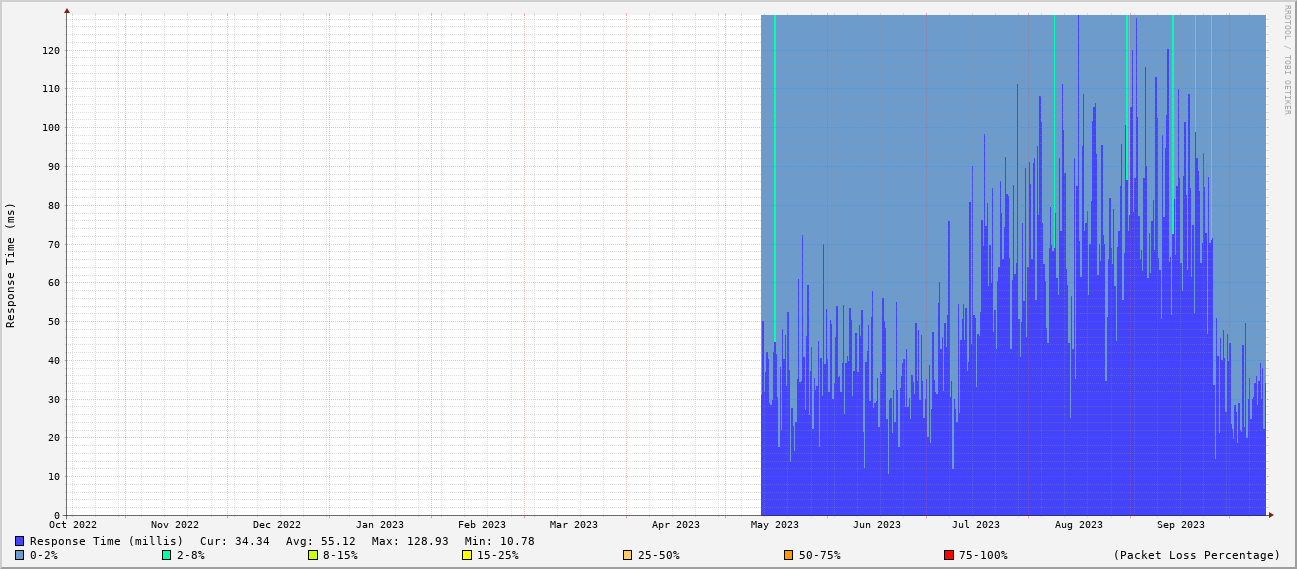 RRDTOOL / TOBI OETIKER
Response Time (ms)
120
110
100
90
80
70
60
50
40
30
20
10
0
Oct 2022 Nov 2022 Dec 2022 Jan 2023 Feb 2023 Mar 2023 Apr 2023 May 2023 Jun 2023 Jul 2023 Aug 2023 Sep 2023
Response Time (millis) Cur: 34.34 Avg: 55.12 Max: 128.93 Min: 10.78
0-2% 2-8% 8-15% 15-25% 25-50% 50-75% 75-100% (Packet Loss Percentage)